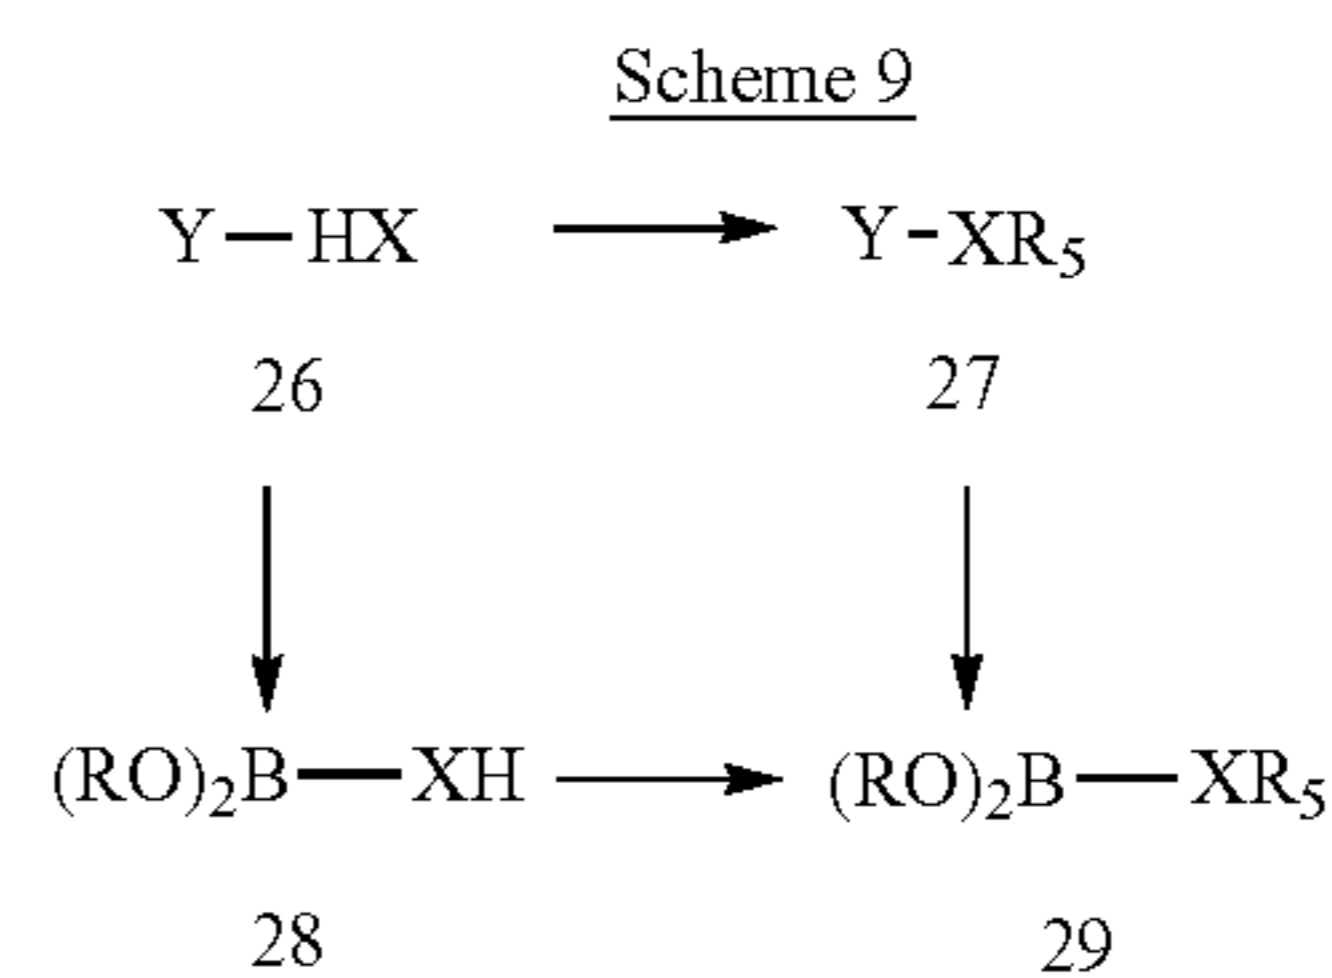 Scheme 9
Y—HX Y-XR₅
26 27
(RO)₂B—XH (RO)₂B—XR₅
28 29